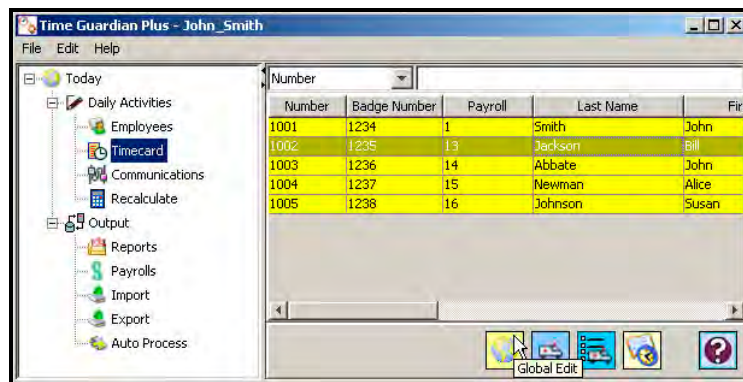 Time Guardian Plus - John_Smith
File Edit Help
Today
Daily Activities
Employees
Timecard
Communications
Recalculate
Output
Reports
Payrolls
Import
Export
Auto Process
Number
Number Badge Number Payroll Last Name Fir
1001 1234 1 Smith John
1002 1235 13 Jackson Bill
1003 1236 14 Abbate John
1004 1237 15 Newman Alice
1005 1238 16 Johnson Susan
Global Edit